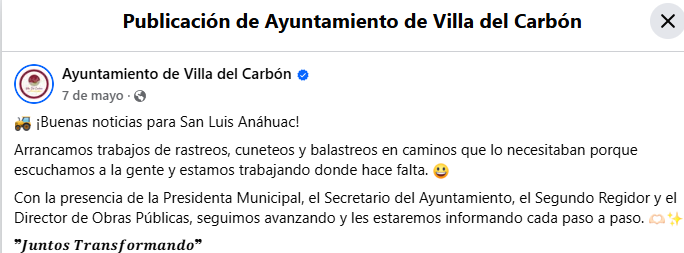 Publicación de Ayuntamiento de Villa del Carbón
Ayuntamiento de Villa del Carbón
7 de mayo ·
🚜 ¡Buenas noticias para San Luis Anáhuac!
Arrancamos trabajos de rastreos, cuneteos y balastreos en caminos que lo necesitaban porque
escuchamos a la gente y estamos trabajando donde hace falta. 😃
Con la presencia de la Presidenta Municipal, el Secretario del Ayuntamiento, el Segundo Regidor y el
Director de Obras Públicas, seguimos avanzando y les estaremos informando cada paso a paso. 🫶🏻✨
❞𝑱𝒖𝒏𝒕𝒐𝒔 𝑻𝒓𝒂𝒏𝒔𝒇𝒐𝒓𝒎𝒂𝒏𝒅𝒐❞